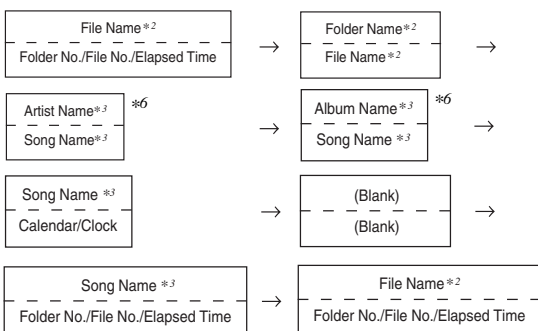 File Name*2
Folder No./File No./Elapsed Time
→
Folder Name*2
File Name*2
→
Artist Name*3
Song Name*3
*6
→
Album Name*3
Song Name*3
*6
→
Song Name *3
Calendar/Clock
→
(Blank)
(Blank)
→
Song Name *3
Folder No./File No./Elapsed Time
→
File Name*2
Folder No./File No./Elapsed Time